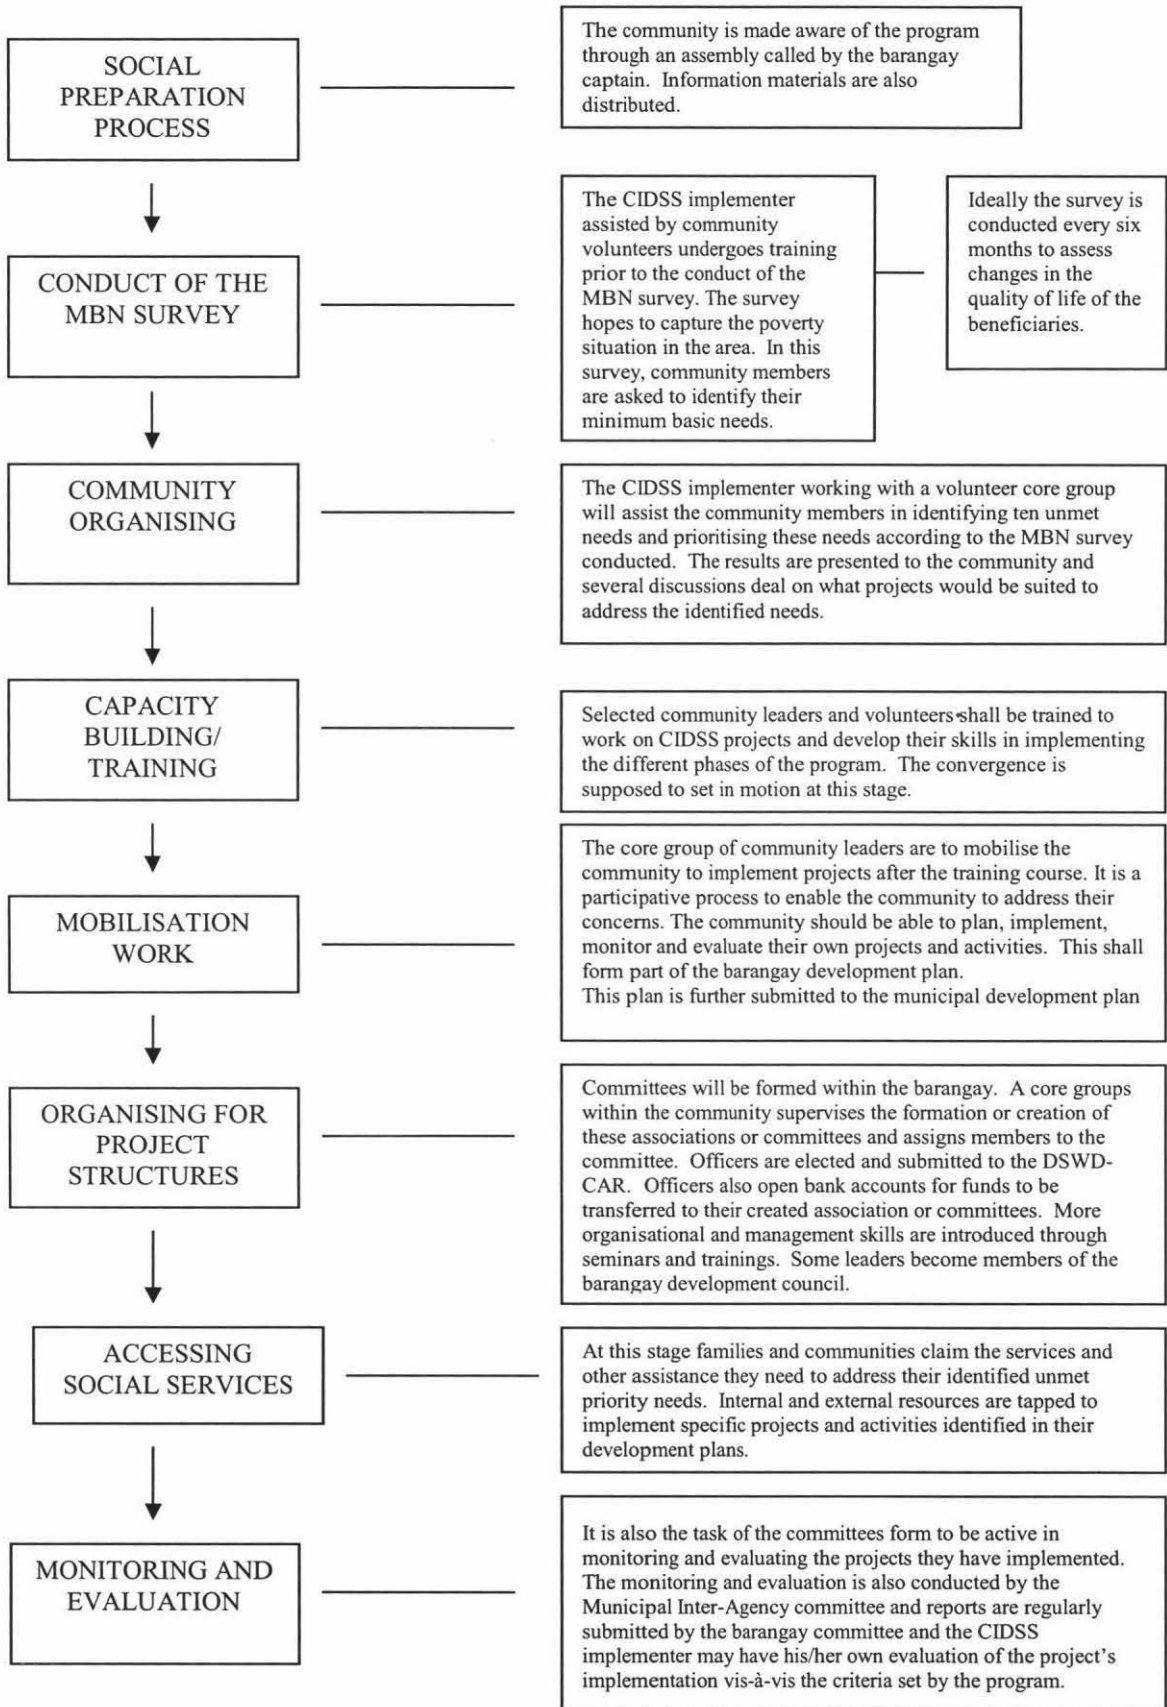 SOCIAL
PREPARATION
PROCESS
The community is made aware of the program
through an assembly called by the barangay
captain. Information materials are also
distributed.
CONDUCT OF THE
MBN SURVEY
The CIDSS implementer
assisted by community
volunteers undergoes training
prior to the conduct of the
MBN survey. The survey
hopes to capture the poverty
situation in the area. In this
survey, community members
are asked to identify their
minimum basic needs.
Ideally the survey is
conducted every six
months to assess
changes in the
quality of life of the
beneficiaries.
COMMUNITY
ORGANISING
The CIDSS implementer working with a volunteer core group
will assist the community members in identifying ten unmet
needs and prioritising these needs according to the MBN survey
conducted. The results are presented to the community and
several discussions deal on what projects would be suited to
address the identified needs.
CAPACITY
BUILDING/
TRAINING
Selected community leaders and volunteers shall be trained to
work on CIDSS projects and develop their skills in implementing
the different phases of the program. The convergence is
supposed to set in motion at this stage.
MOBILISATION
WORK
The core group of community leaders are to mobilise the
community to implement projects after the training course. It is a
participative process to enable the community to address their
concerns. The community should be able to plan, implement,
monitor and evaluate their own projects and activities. This shall
form part of the barangay development plan.
This plan is further submitted to the municipal development plan
ORGANISING FOR
PROJECT
STRUCTURES
Committees will be formed within the barangay. A core groups
within the community supervises the formation or creation of
these associations or committees and assigns members to the
committee. Officers are elected and submitted to the DSWD-
CAR. Officers also open bank accounts for funds to be
transferred to their created association or committees. More
organisational and management skills are introduced through
seminars and trainings. Some leaders become members of the
barangay development council.
ACCESSING
SOCIAL SERVICES
At this stage families and communities claim the services and
other assistance they need to address their identified unmet
priority needs. Internal and external resources are tapped to
implement specific projects and activities identified in their
development plans.
MONITORING AND
EVALUATION
It is also the task of the committees form to be active in
monitoring and evaluating the projects they have implemented.
The monitoring and evaluation is also conducted by the
Municipal Inter-Agency committee and reports are regularly
submitted by the barangay committee and the CIDSS
implementer may have his/her own evaluation of the project's
implementation vis-à-vis the criteria set by the program.